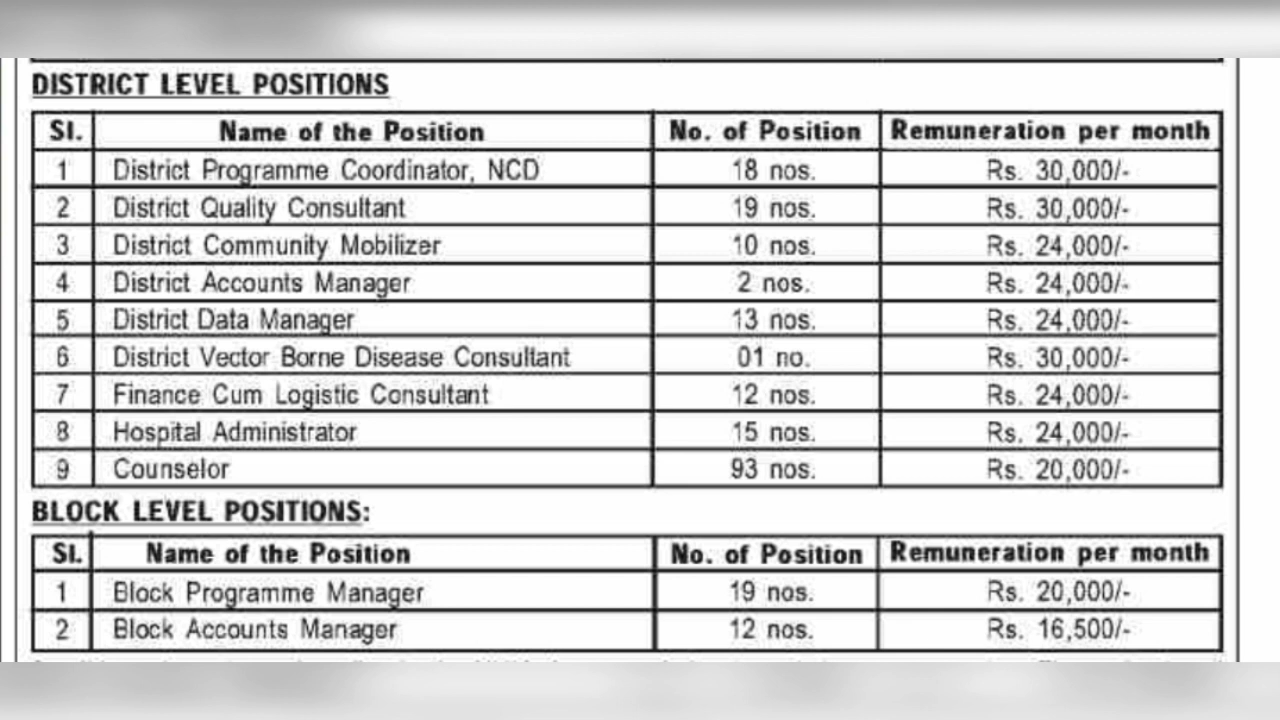 DISTRICT LEVEL POSITIONS
Sl. Name of the Position No. of Position Remuneration per month
1 District Programme Coordinator, NCD 18 nos. Rs. 30,000/-
2 District Quality Consultant 19 nos. Rs. 30,000/-
3 District Community Mobilizer 10 nos. Rs. 24,000/-
4 District Accounts Manager 2 nos. Rs. 24,000/-
5 District Data Manager 13 nos. Rs. 24,000/-
6 District Vector Borne Disease Consultant 01 no. Rs. 30,000/-
7 Finance Cum Logistic Consultant 12 nos. Rs. 24,000/-
8 Hospital Administrator 15 nos. Rs. 24,000/-
9 Counselor 93 nos. Rs. 20,000/-
BLOCK LEVEL POSITIONS:
Sl. Name of the Position No. of Position Remuneration per month
1 Block Programme Manager 19 nos. Rs. 20,000/-
2 Block Accounts Manager 12 nos. Rs. 16,500/-